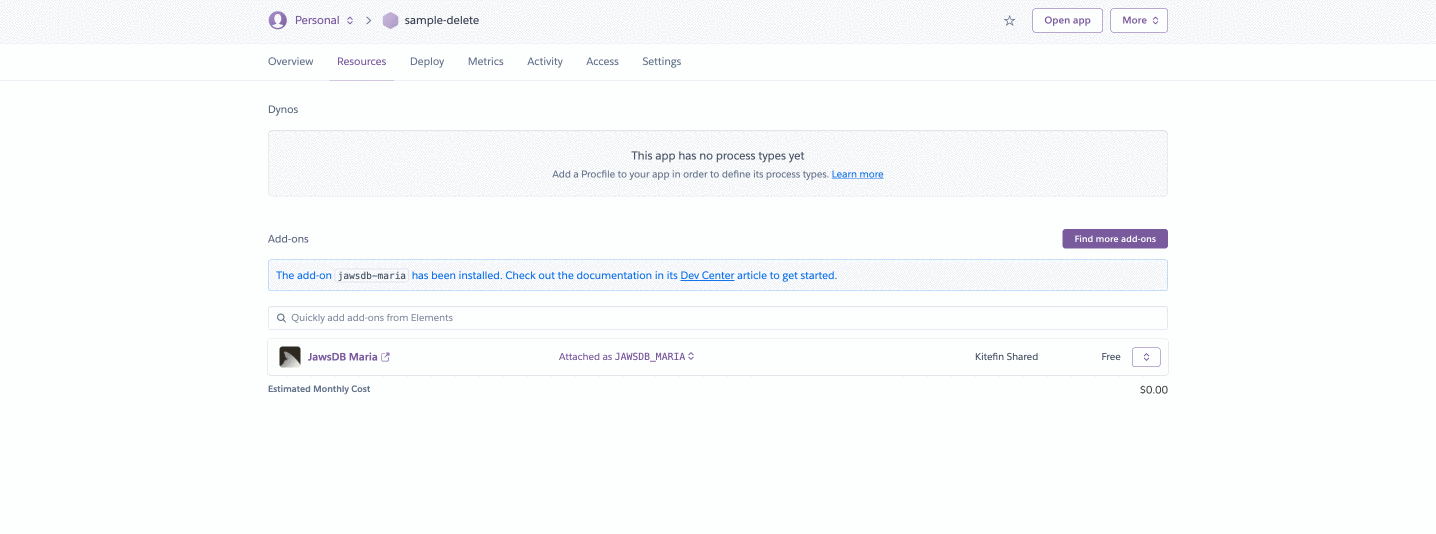 Personal sample-delete Open app More
Overview Resources Deploy Metrics Activity Access Settings
Dynos
This app has no process types yet
Add a Procfile to your app in order to define its process types. Learn more
Add-ons Find more add-ons
The add-on jawsdb-maria has been installed. Check out the documentation in its Dev Center article to get started.
Quickly add add-ons from Elements
JawsDB Maria Attached as JAWSDB_MARIA Kitefin Shared Free
Estimated Monthly Cost $0.00